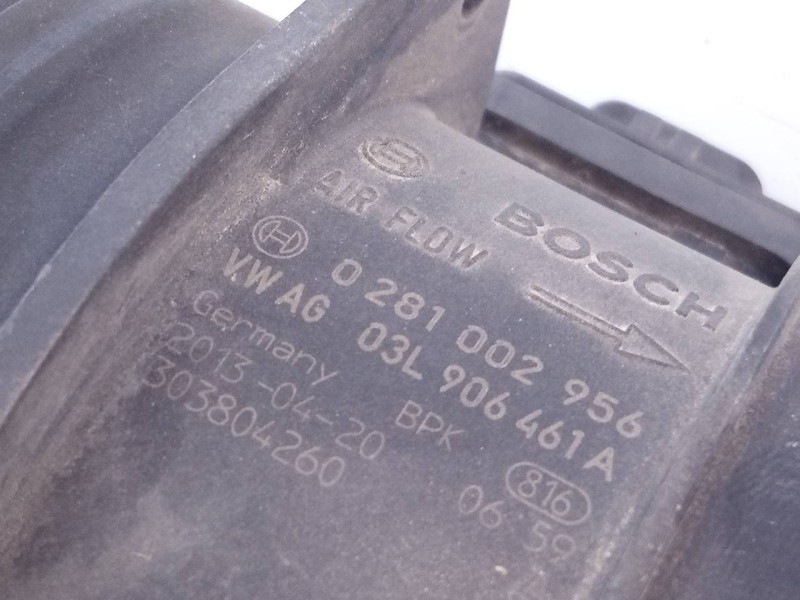 BOSCH
AIR FLOW
0 281 002 956
VW AG 03L 906 461 A
Germany BPK 816
2013-04-20 06:59
303804260